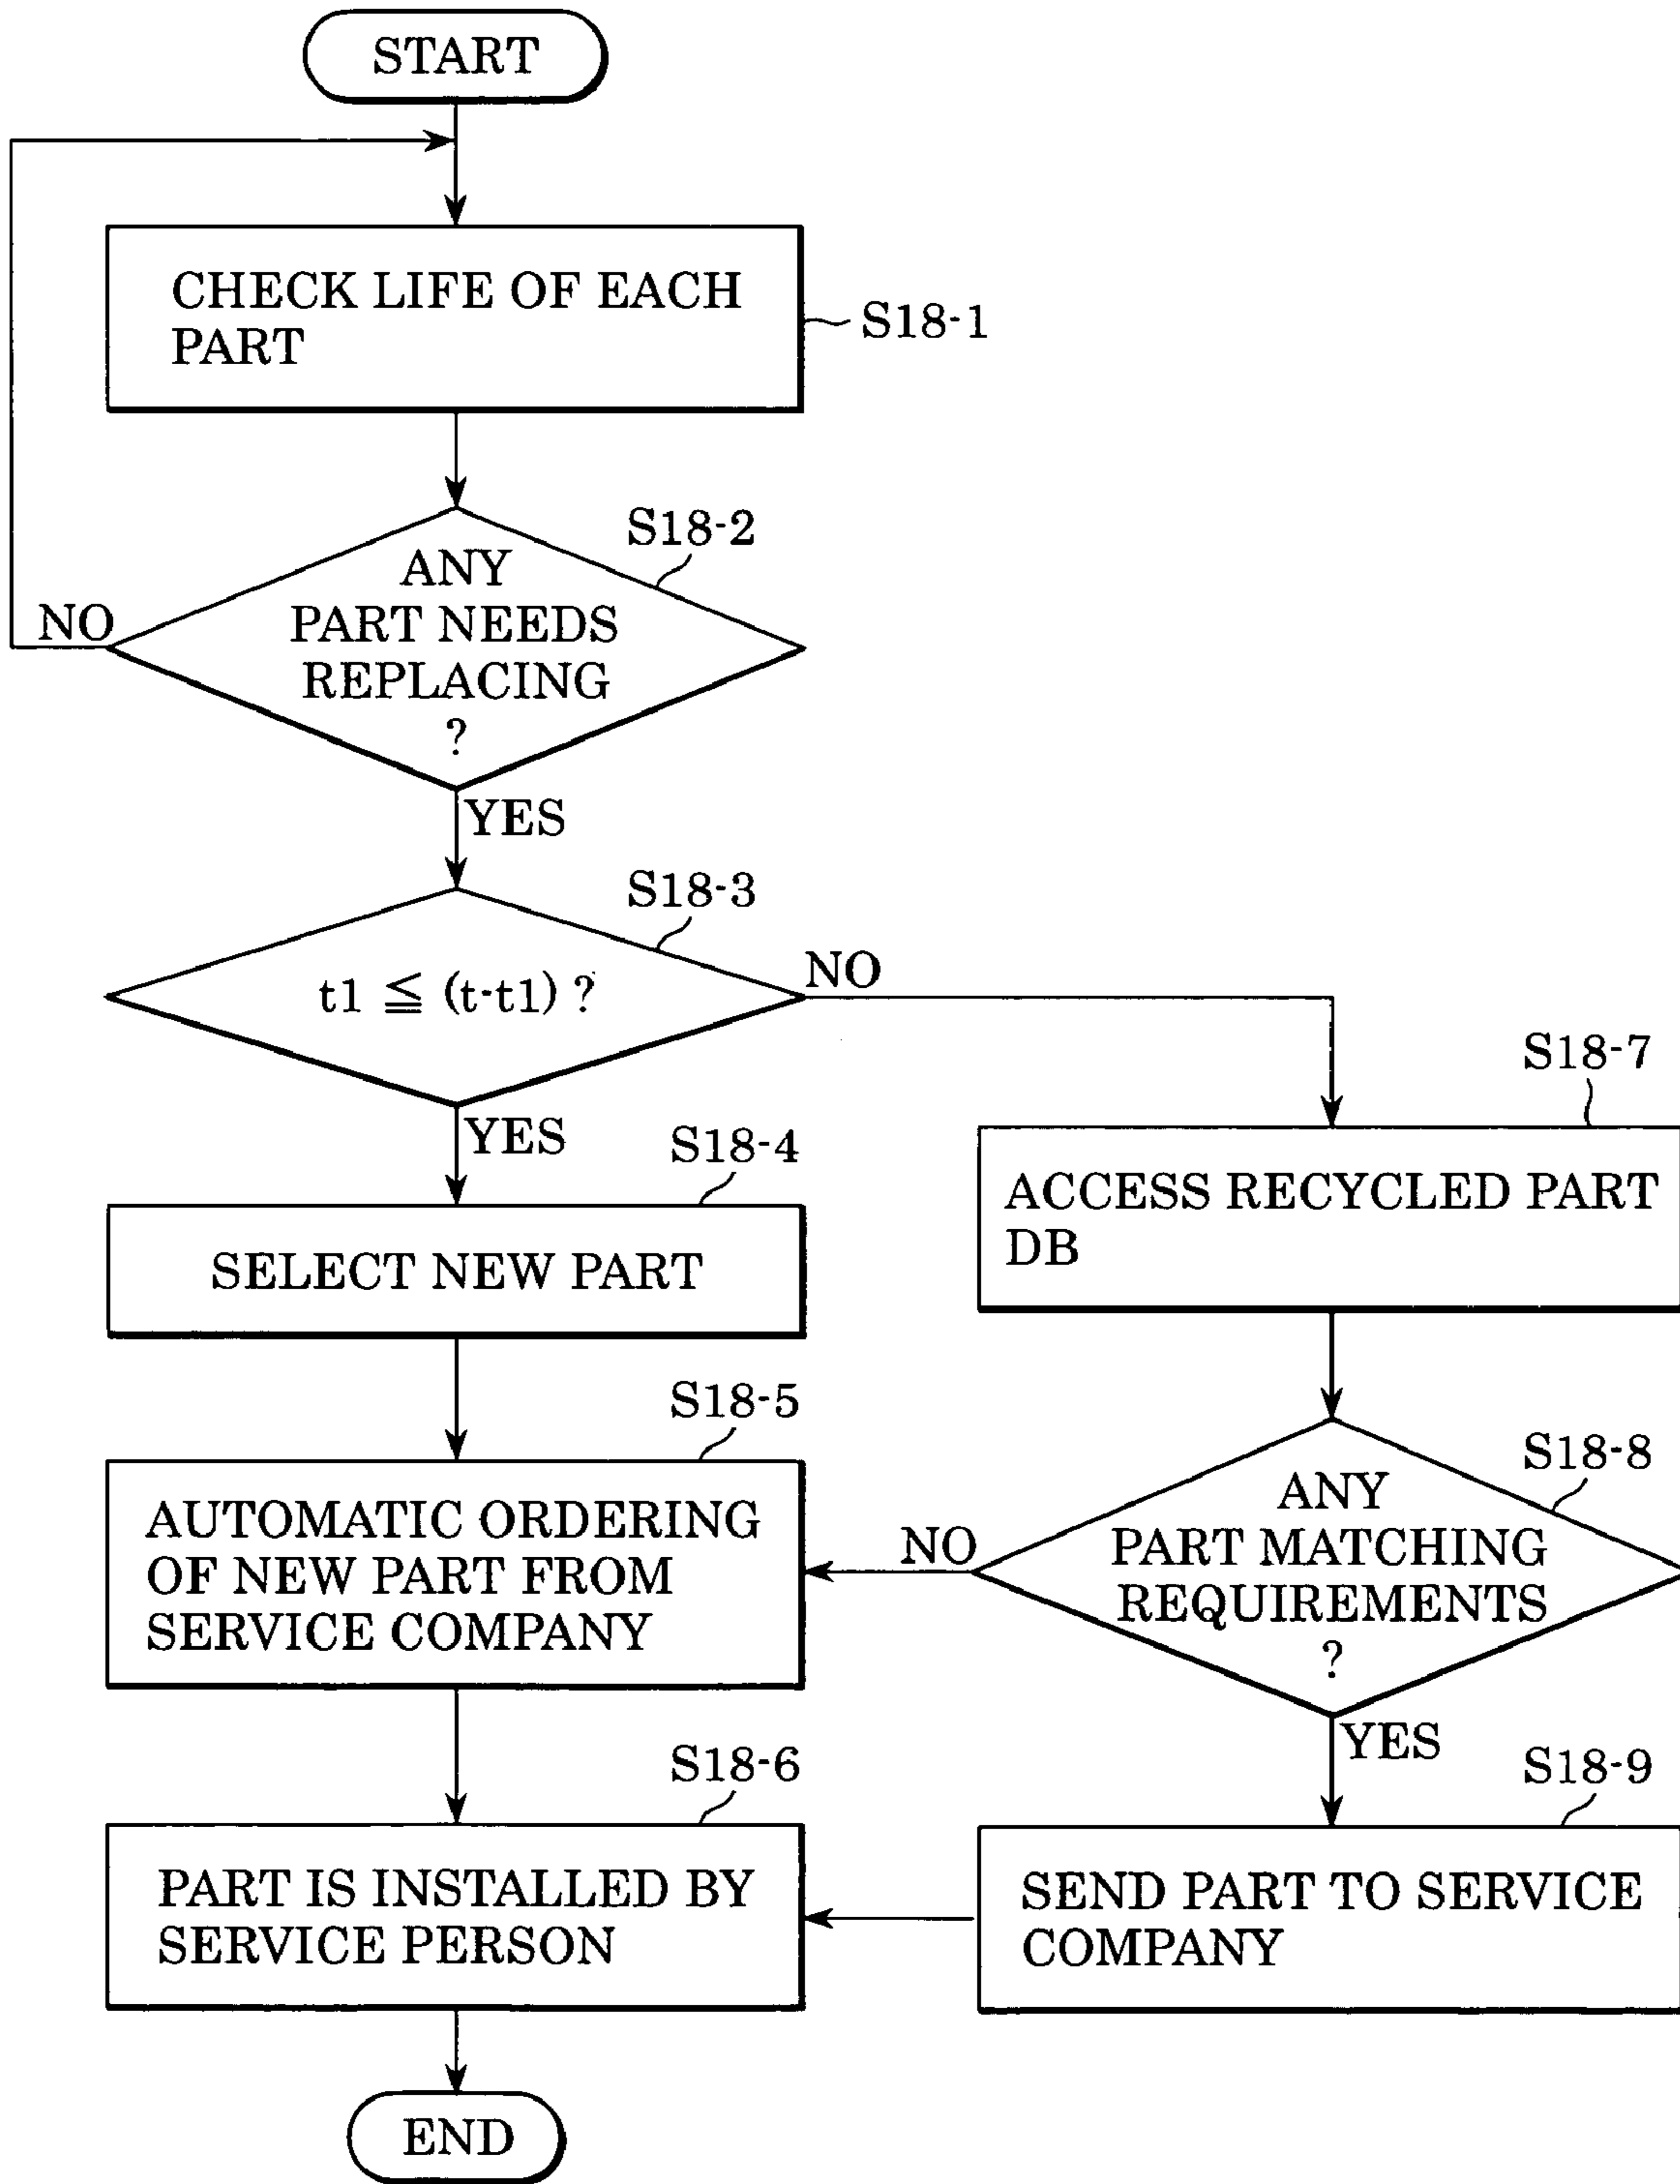 START
CHECK LIFE OF EACH
PART
S18-1
S18-2
ANY
PART NEEDS
REPLACING
?
NO
YES
S18-3
t1 ≦ (t-t1) ?
NO
YES
S18-4
SELECT NEW PART
S18-5
AUTOMATIC ORDERING
OF NEW PART FROM
SERVICE COMPANY
S18-6
PART IS INSTALLED BY
SERVICE PERSON
END
S18-7
ACCESS RECYCLED PART
DB
S18-8
ANY
PART MATCHING
REQUIREMENTS
?
NO
YES
S18-9
SEND PART TO SERVICE
COMPANY